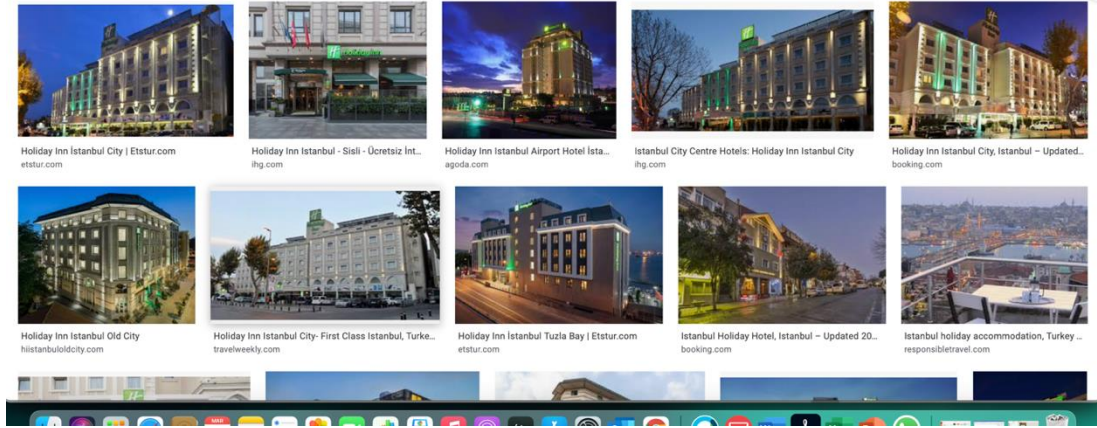 Holiday Inn İstanbul City | Etstur.com
etstur.com
Holiday Inn Istanbul - Sisli - Ücretsiz İnt...
ihg.com
Holiday Inn Istanbul Airport Hotel İsta...
agoda.com
Istanbul City Centre Hotels: Holiday Inn Istanbul City
ihg.com
Holiday Inn İstanbul City, Istanbul – Updated...
booking.com
Holiday Inn Istanbul Old City
hiistanbuloldcity.com
Holiday Inn Istanbul City- First Class Istanbul, Turke...
travelweekly.com
Holiday Inn İstanbul Tuzla Bay | Etstur.com
etstur.com
Istanbul Holiday Hotel, Istanbul – Updated 20...
booking.com
Istanbul holiday accommodation, Turkey ...
responsibletravel.com